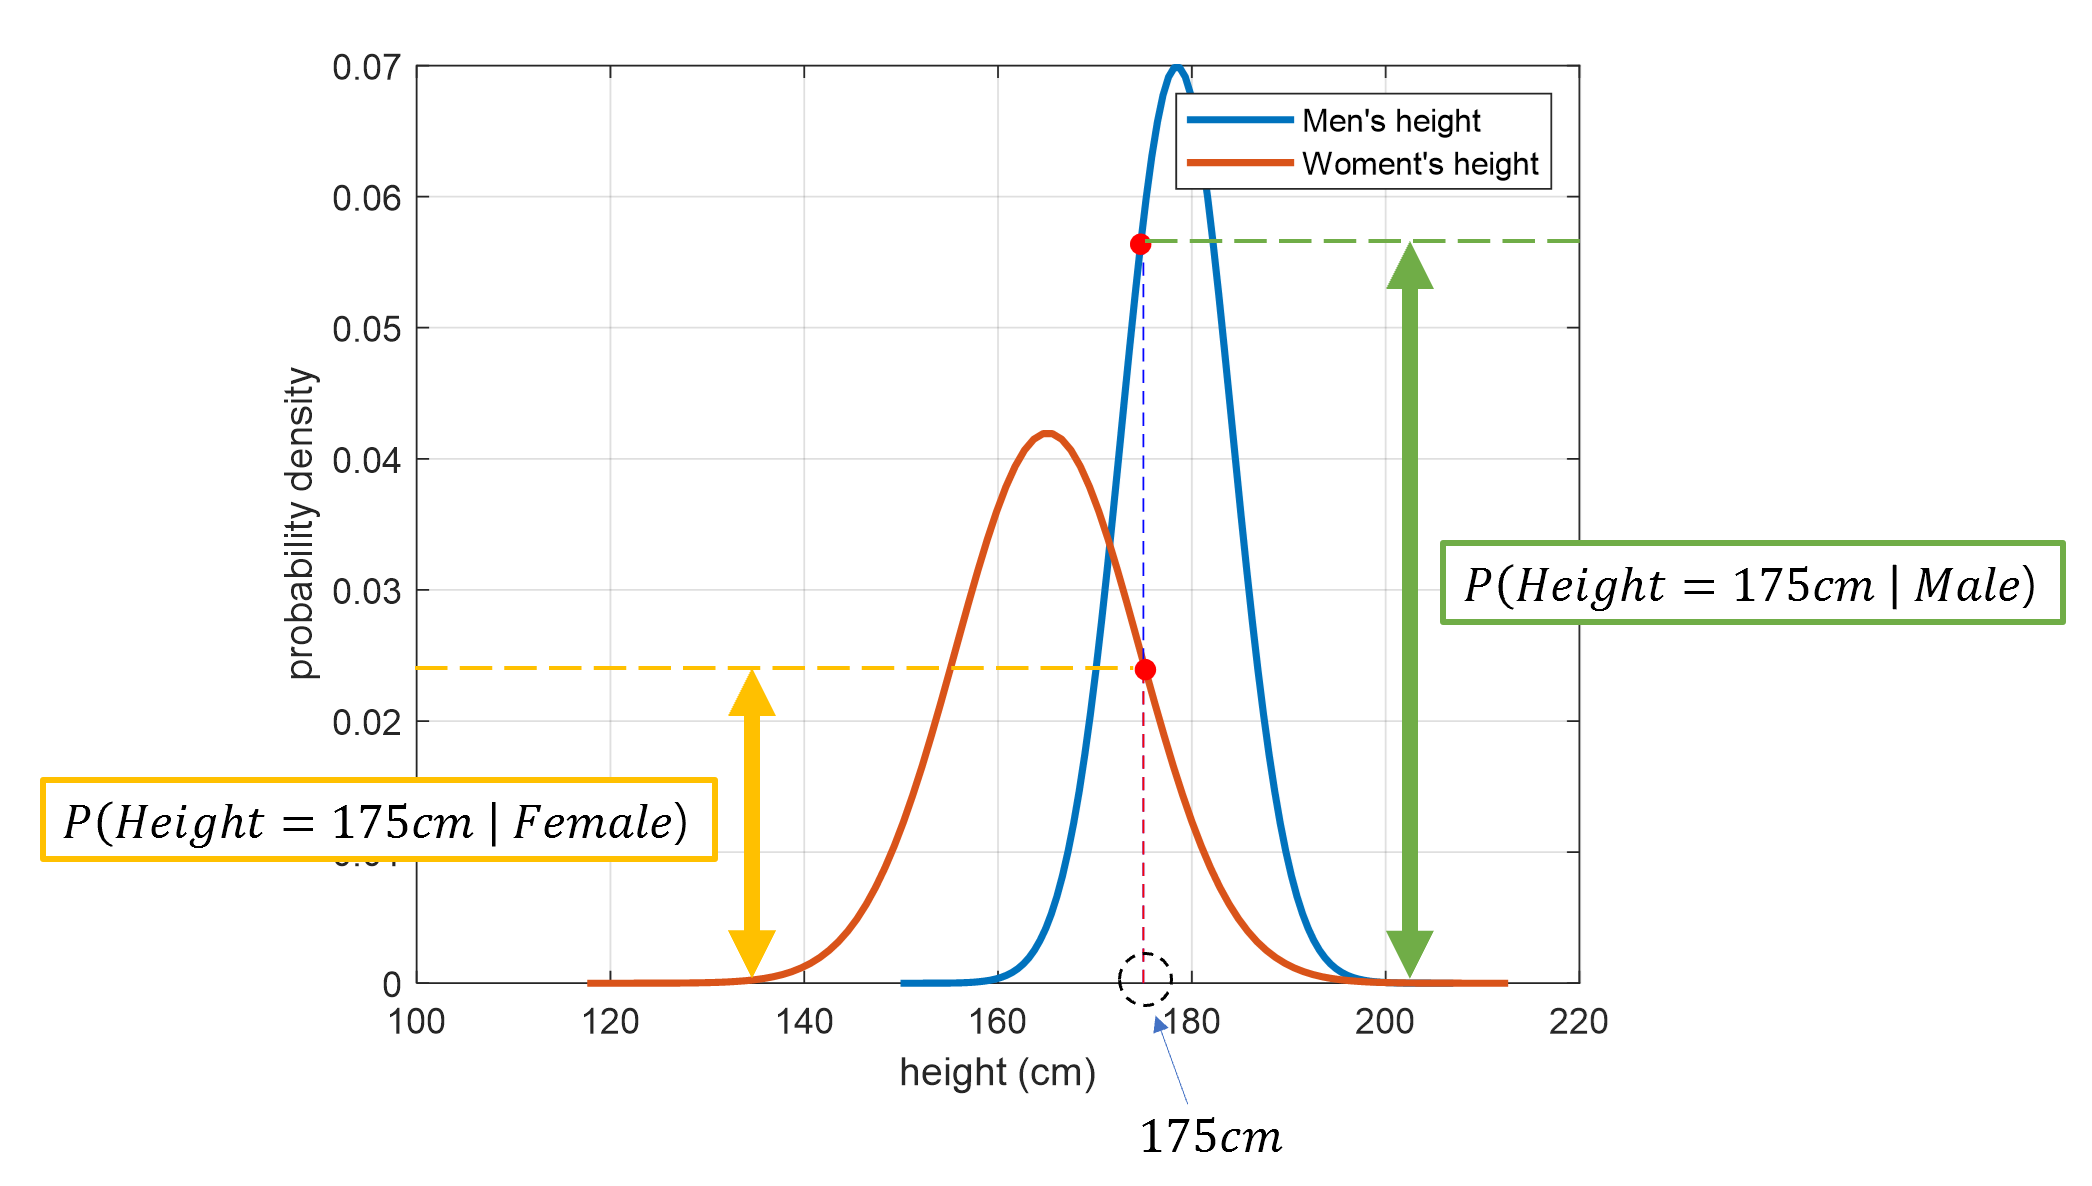 0.07
0.06
0.05
0.04
0.03
0.02
0
100
120
140
160
180
200
220
probability density
height (cm)
Men's height
Woment's height
P(Height = 175cm | Male)
P(Height = 175cm | Female)
175cm